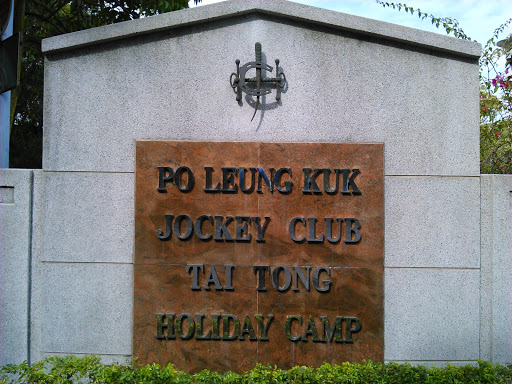 PO LEUNG KUK
JOCKEY CLUB
TAI TONG
HOLIDAY CAMP